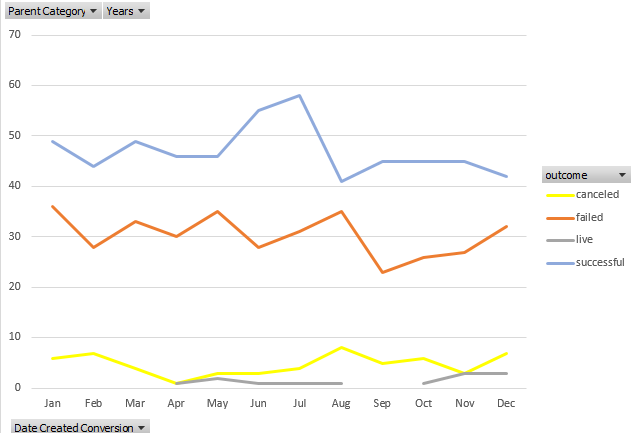 Parent Category Years
70
60
50
40
30
20
10
0
Jan Feb Mar Apr May Jun Jul Aug Sep Oct Nov Dec
outcome
canceled
failed
live
successful
Date Created Conversion